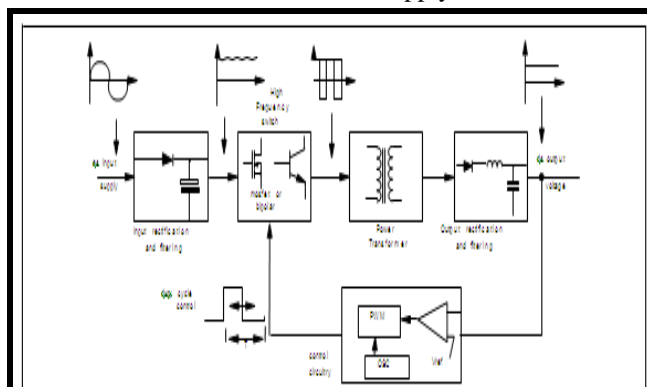 supply
High
Frequency
switch
input
supply
mosfet or
bipolar
output
voltage
Input rectification
and filtering
Power
Transformer
Output rectification
and filtering
cycle
control
T
PWM
OSC
Vref
control
circuitry